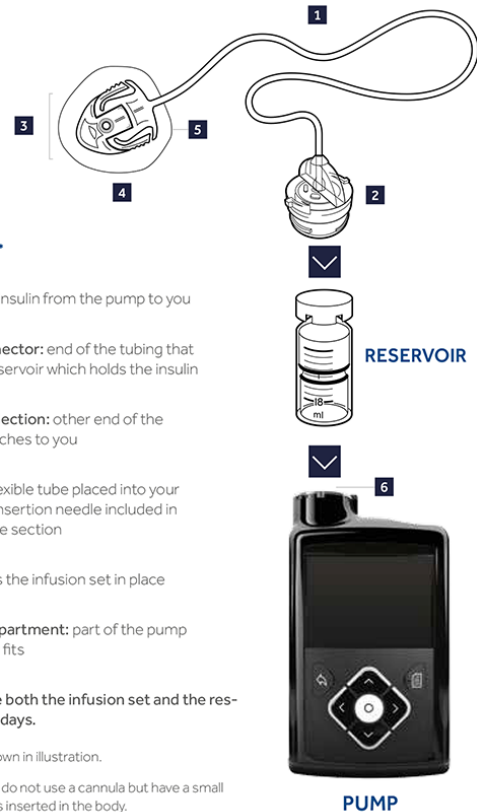 1
3
5
2
4
nsulin from the pump to you
nector: end of the tubing that
servoir which holds the insulin
RESERVOIR
18
ml
ection: other end of the
ches to you
6
exible tube placed into your
nsertion needle included in
e section
s the infusion set in place
partment: part of the pump
fits
e both the infusion set and the res-
days.
own in illustration.
do not use a cannula but have a small
s inserted in the body.
PUMP